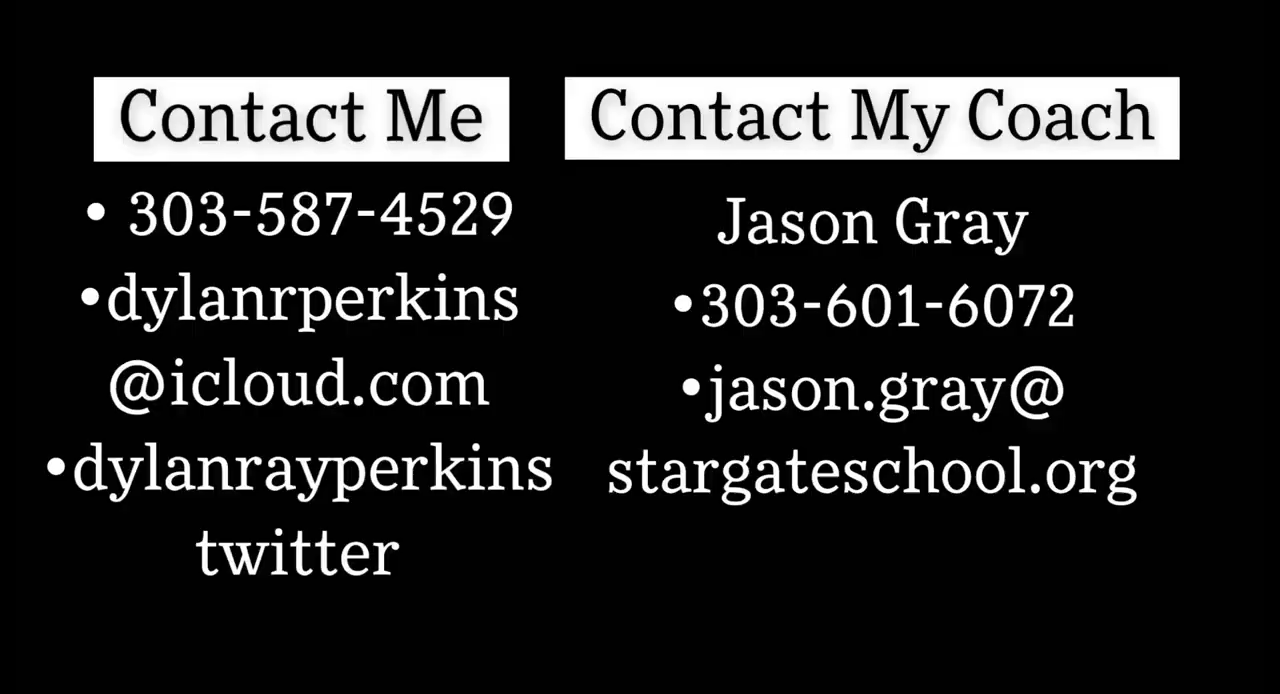 Contact Me
• 303-587-4529
•dylanrperkins
@icloud.com
•dylanrayperkins
twitter
Contact My Coach
Jason Gray
•303-601-6072
•jason.gray@
stargateschool.org